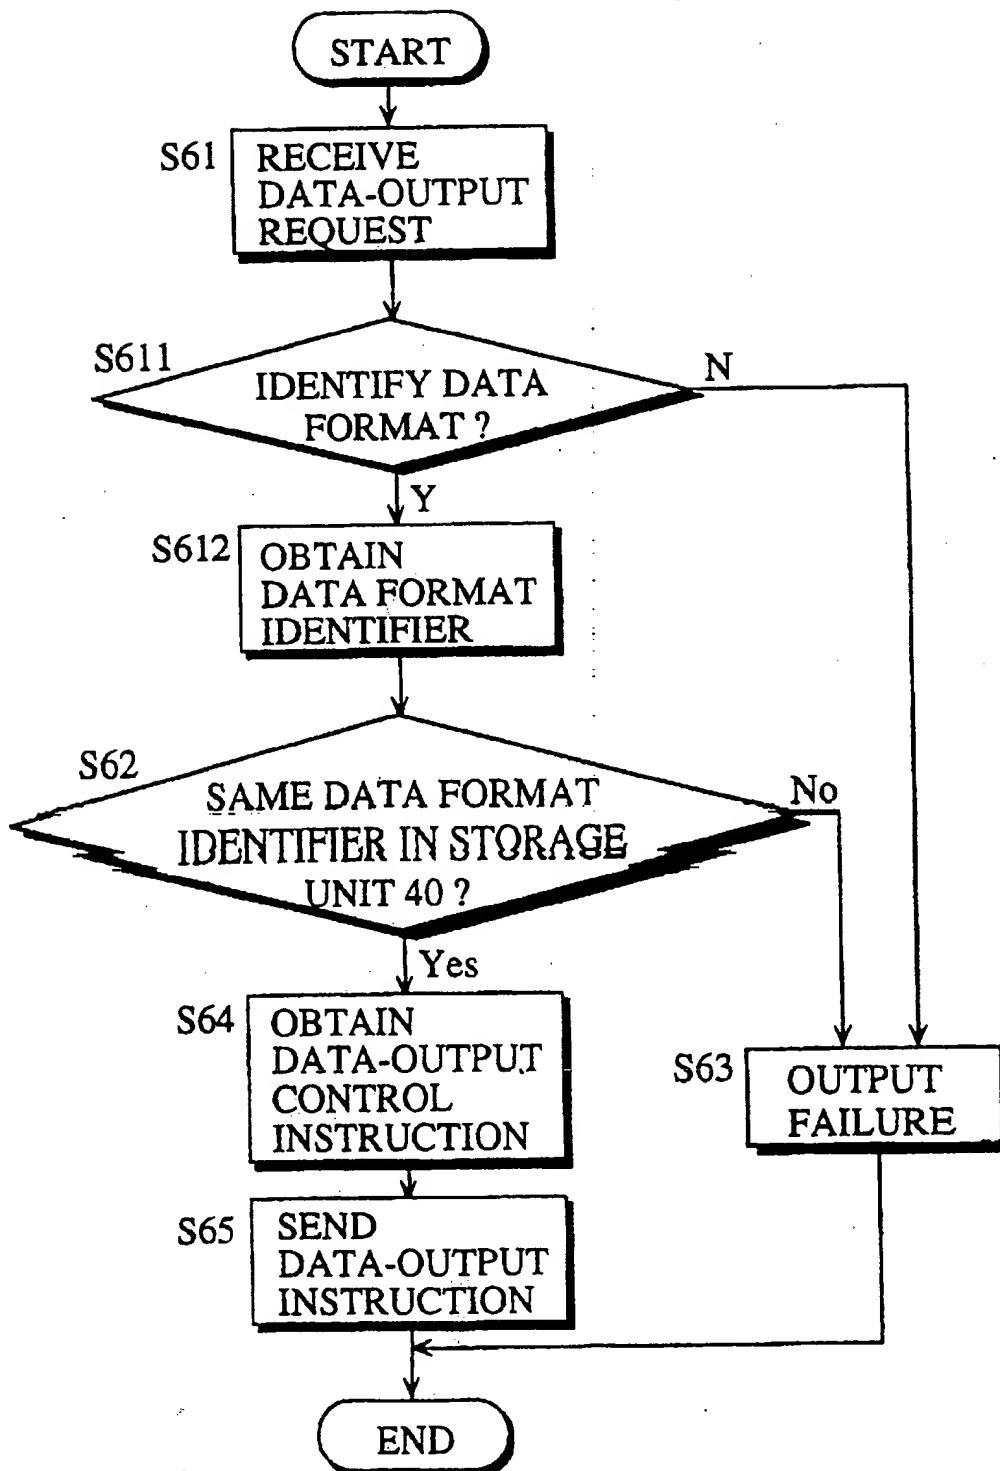 START
S61
RECEIVE
DATA-OUTPUT
REQUEST
S611
IDENTIFY DATA
FORMAT ?
N
Y
S612
OBTAIN
DATA FORMAT
IDENTIFIER
S62
SAME DATA FORMAT
IDENTIFIER IN STORAGE
UNIT 40 ?
No
Yes
S64
OBTAIN
DATA-OUTPUT
CONTROL
INSTRUCTION
S63
OUTPUT
FAILURE
S65
SEND
DATA-OUTPUT
INSTRUCTION
END